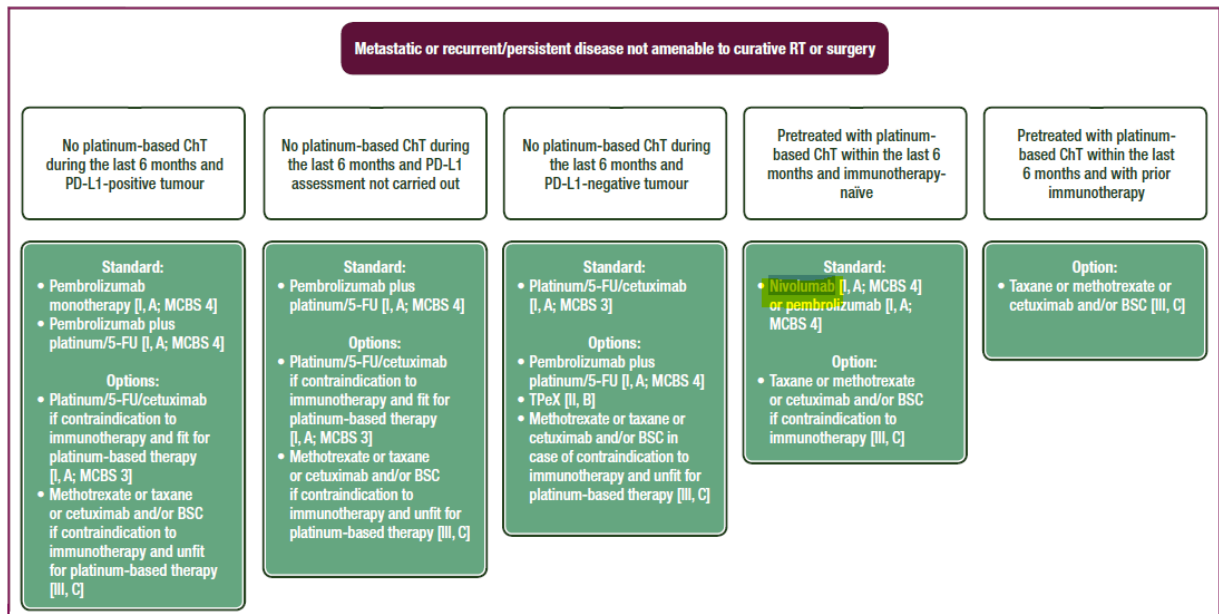 Metastatic or recurrent/persistent disease not amenable to curative RT or surgery
No platinum-based ChT
during the last 6 months and
PD-L1-positive tumour
No platinum-based ChT during
the last 6 months and PD-L1
assessment not carried out
No platinum-based ChT during
the last 6 months and
PD-L1-negative tumour
Pretreated with platinum-
based ChT within the last 6
months and immunotherapy-
naïve
Pretreated with platinum-
based ChT within the last
6 months and with prior
immunotherapy
Standard:
• Pembrolizumab
monotherapy [I, A; MCBS 4]
• Pembrolizumab plus
platinum/5-FU [I, A; MCBS 4]
Options:
• Platinum/5-FU/cetuximab
if contraindication to
immunotherapy and fit for
platinum-based therapy
[I, A; MCBS 3]
• Methotrexate or taxane
or cetuximab and/or BSC
if contraindication to
immunotherapy and unfit
for platinum-based therapy
[III, C]
Standard:
• Pembrolizumab plus
platinum/5-FU [I, A; MCBS 4]
Options:
• Platinum/5-FU/cetuximab
if contraindication to
immunotherapy and fit for
platinum-based therapy
[I, A; MCBS 3]
• Methotrexate or taxane
or cetuximab and/or BSC
if contraindication to
immunotherapy and unfit for
platinum-based therapy [III, C]
Standard:
• Platinum/5-FU/cetuximab
[I, A; MCBS 3]
Options:
• Pembrolizumab plus
platinum/5-FU [I, A; MCBS 4]
• TPeX [II, B]
• Methotrexate or taxane or
cetuximab and/or BSC in
case of contraindication to
immunotherapy and unfit for
platinum-based therapy [III, C]
Standard:
• Nivolumab [I, A; MCBS 4]
or pembrolizumab [I, A;
MCBS 4]
Option:
• Taxane or methotrexate
or cetuximab and/or BSC
if contraindication to
immunotherapy [III, C]
Option:
• Taxane or methotrexate or
cetuximab and/or BSC [III, C]